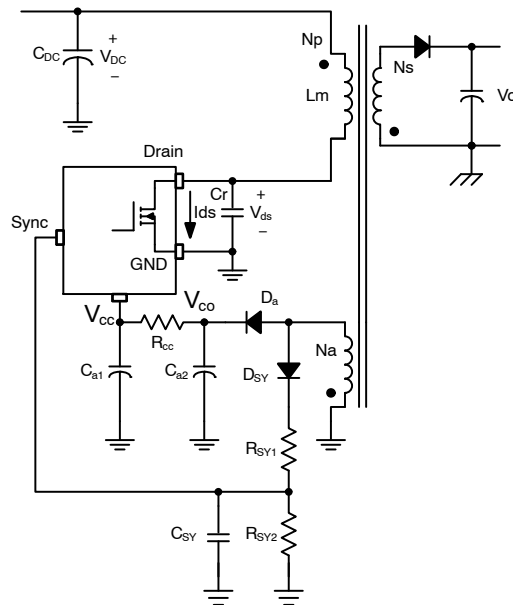 Np
C_DC
+
V_DC
–
Ns
Lm
Drain
Cr
+
Ids
V_ds
–
Sync
GND
V_cc
V_co
D_a
R_cc
Na
C_a1
C_a2
D_SY
R_SY1
C_SY
R_SY2